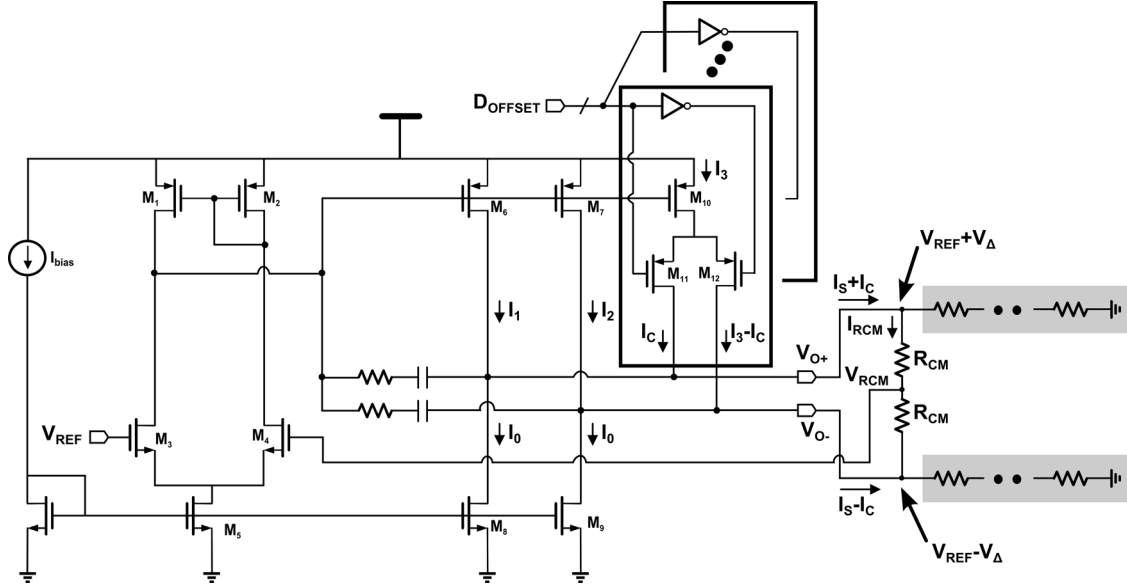 D_OFFSET
I_3
M_1
M_2
M_6
M_7
M_10
V_REF+V_Δ
I_bias
M_11
M_12
I_S+I_C
I_1
I_2
I_C
I_3-I_C
I_RCM
V_O+
V_RCM
R_CM
V_REF
M_3
M_4
I_0
I_0
V_O-
R_CM
I_S-I_C
M_5
M_8
M_9
V_REF-V_Δ